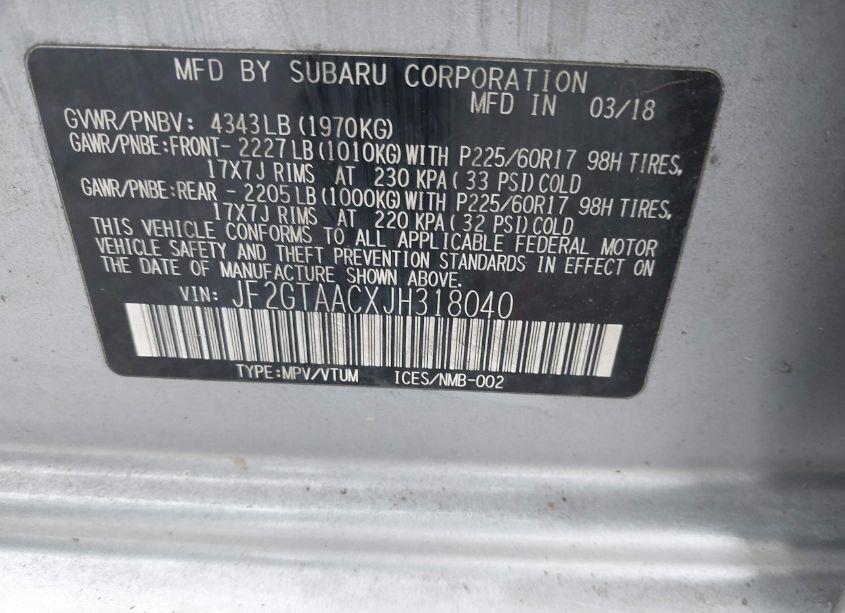 MFD BY SUBARU CORPORATION
MFD IN 03/18
GVWR/PNBV: 4343LB(1970KG)
GAWR/PNBE:FRONT-2227LB(1010KG)WITH P225/60R17 98H TIRES,
17X7J RIMS AT 230 KPA(33 PSI)COLD
GAWR/PNBE:REAR -2205LB(1000KG)WITH P225/60R17 98H TIRES,
17X7J RIMS AT 220 KPA(32 PSI)COLD
THIS VEHICLE CONFORMS TO ALL APPLICABLE FEDERAL MOTOR
VEHICLE SAFETY AND THEFT PREVENTION STANDARDS IN EFFECT ON
THE DATE OF MANUFACTURE SHOWN ABOVE.
VIN: JF2GTAACXJH318040
TYPE:MPV/VTUM ICES/NMB-002